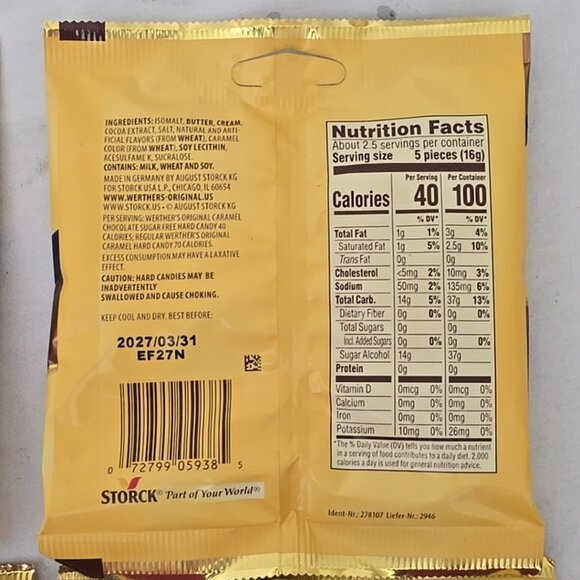 INGREDIENTS: ISOMALT, BUTTER, CREAM,
COCOA EXTRACT, SALT, NATURAL AND ARTI-
FICIAL FLAVORS (FROM WHEAT), CARAMEL
COLOR (FROM WHEAT), SOY LECITHIN,
ACESULFAME K, SUCRALOSE.
CONTAINS: MILK, WHEAT AND SOY.
MADE IN GERMANY BY AUGUST STORCK KG
FOR STORCK USA L.P., CHICAGO, IL 60654
WWW.WERTHERS-ORIGINAL.US
WWW.STORCK.US • © AUGUST STORCK KG
PER SERVING: WERTHER'S ORIGINAL CARAMEL
CHOCOLATE SUGAR FREE HARD CANDY 40
CALORIES; REGULAR WERTHER'S ORIGINAL
CARAMEL HARD CANDY 70 CALORIES.
EXCESS CONSUMPTION MAY HAVE A LAXATIVE
EFFECT.
CAUTION: HARD CANDIES MAY BE
INADVERTENTLY
SWALLOWED AND CAUSE CHOKING.
KEEP COOL AND DRY. BEST BEFORE:
2027/03/31
EF27N
0 72799 05938 5
STORCK® Part of Your World®
Nutrition Facts
About 2.5 servings per container
Serving size 5 pieces (16g)
Per Serving Per Container
Calories 40 100
% DV* % DV*
Total Fat 1g 1% 3g 4%
Saturated Fat 1g 5% 2.5g 10%
Trans Fat 0g 0g
Cholesterol <5mg 2% 10mg 3%
Sodium 50mg 2% 135mg 6%
Total Carb. 14g 5% 37g 13%
Dietary Fiber 0g 0% 0g 0%
Total Sugars 0g 0g
Incl. Added Sugars 0g 0% 0g 0%
Sugar Alcohol 14g 37g
Protein 0g 0g
Vitamin D 0mcg 0% 0mcg 0%
Calcium 0mg 0% 0mg 0%
Iron 0mg 0% 0mg 0%
Potassium 10mg 0% 26mg 0%
*The % Daily Value (DV) tells you how much a nutrient
in a serving of food contributes to a daily diet. 2,000
calories a day is used for general nutrition advice.
Ident-Nr.: 278107 Liefer-Nr.: 2946